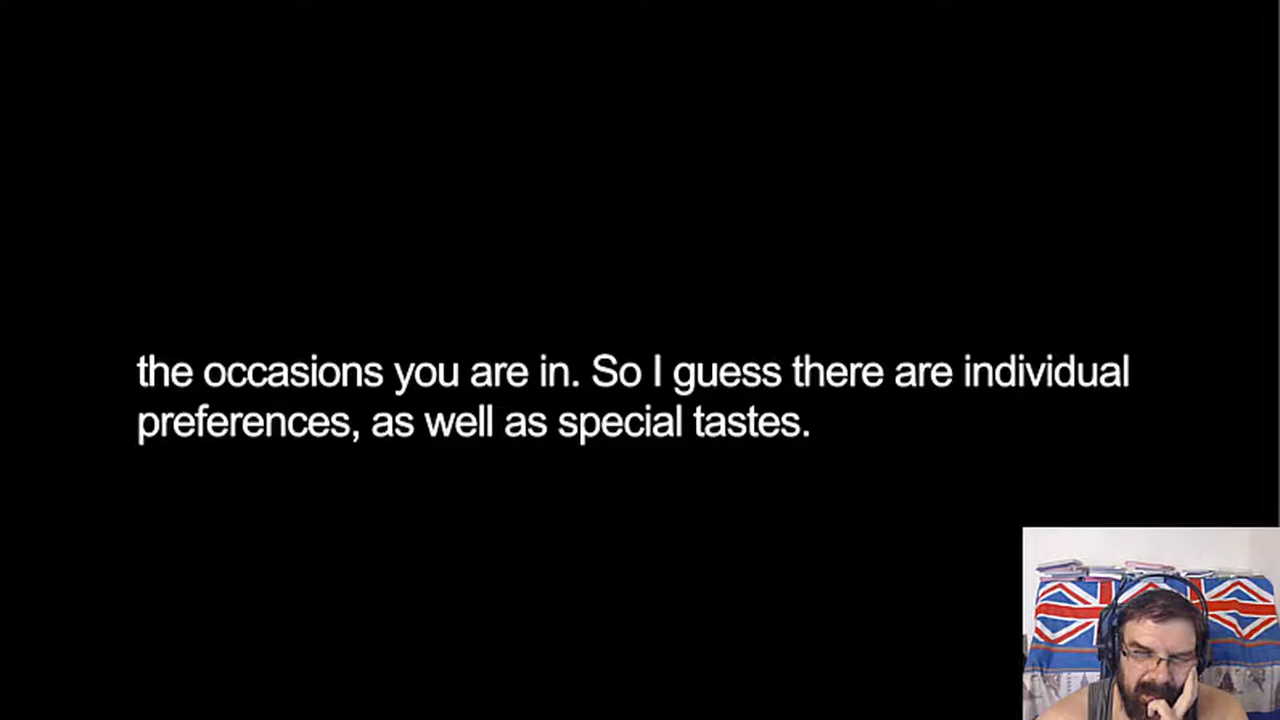 the occasions you are in. So I guess there are individual
preferences, as well as special tastes.